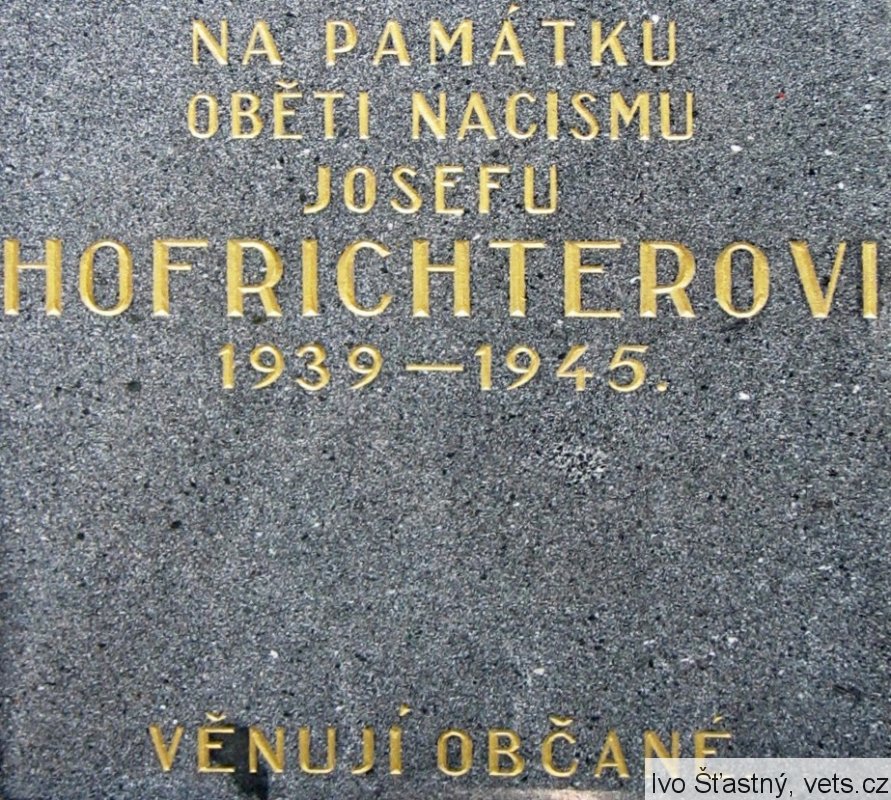 NA PAMÁTKU
OBĚTI NACISMU
JOSEFU
HOFRICHTEROVI
1939 — 1945.
VĚNUJÍ OBČANÉ
Ivo Šťastný, vets.cz